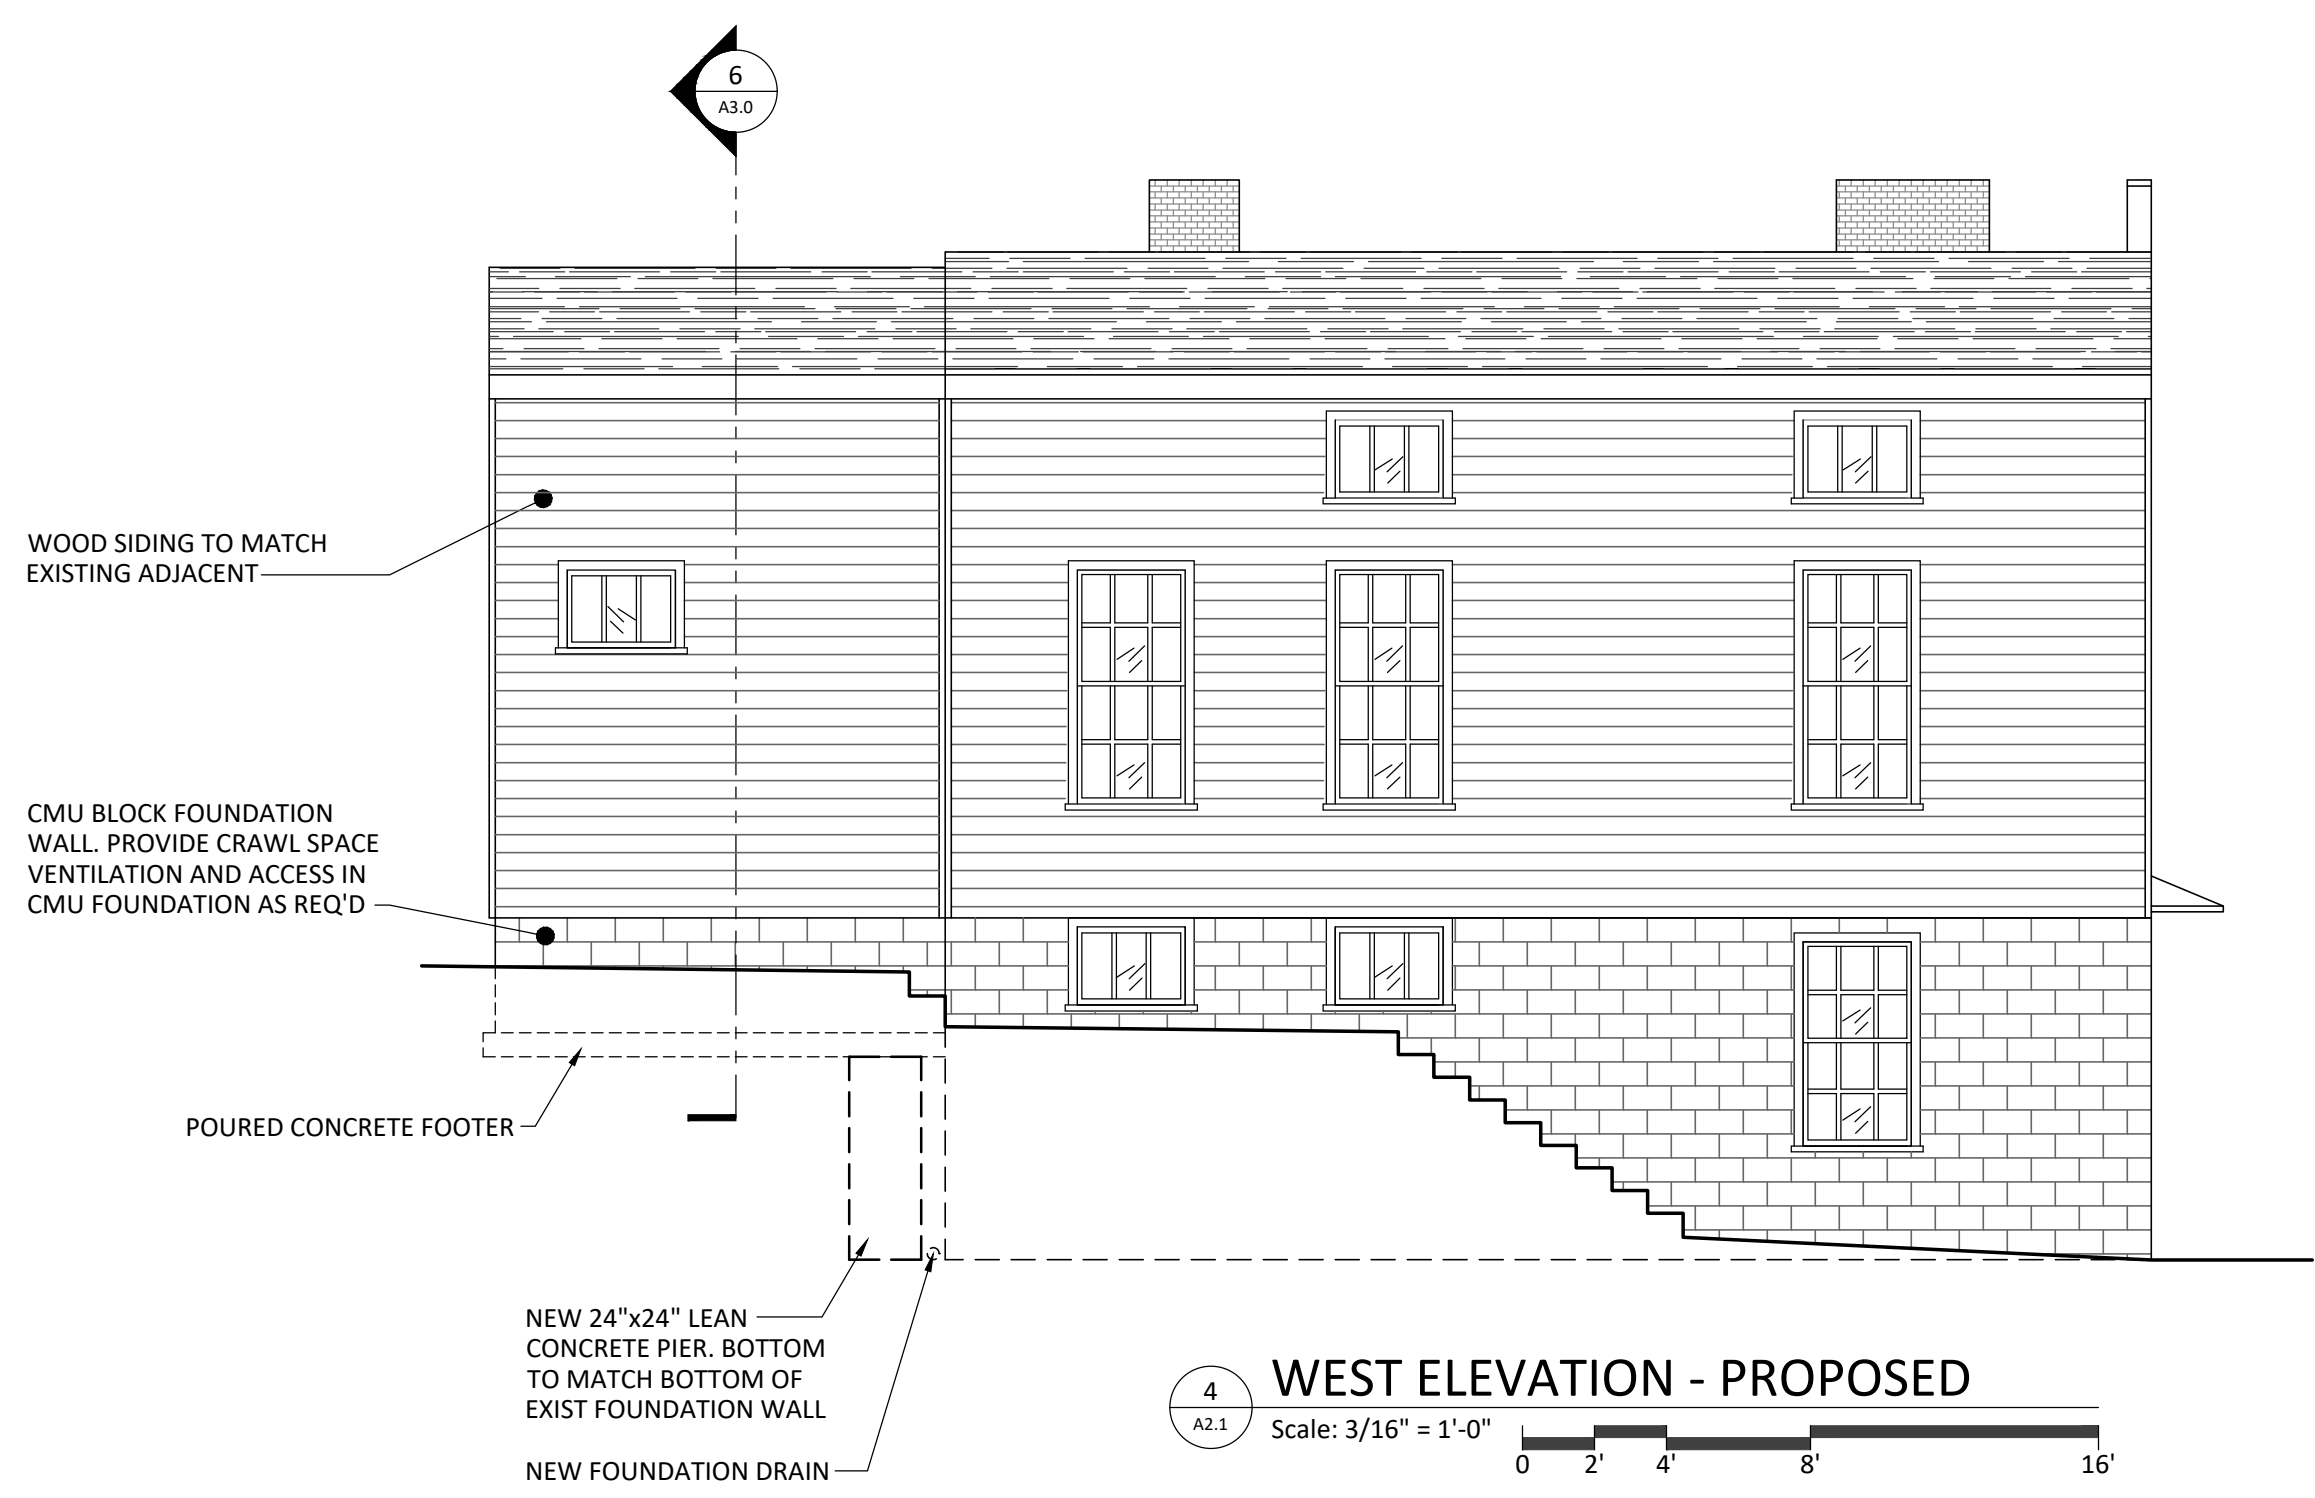 6
A3.0
WOOD SIDING TO MATCH
EXISTING ADJACENT
CMU BLOCK FOUNDATION
WALL. PROVIDE CRAWL SPACE
VENTILATION AND ACCESS IN
CMU FOUNDATION AS REQ'D
POURED CONCRETE FOOTER
NEW 24"x24" LEAN
CONCRETE PIER. BOTTOM
TO MATCH BOTTOM OF
EXIST FOUNDATION WALL
NEW FOUNDATION DRAIN
4
A2.1
WEST ELEVATION - PROPOSED
Scale: 3/16" = 1'-0"
0 2' 4' 8' 16'